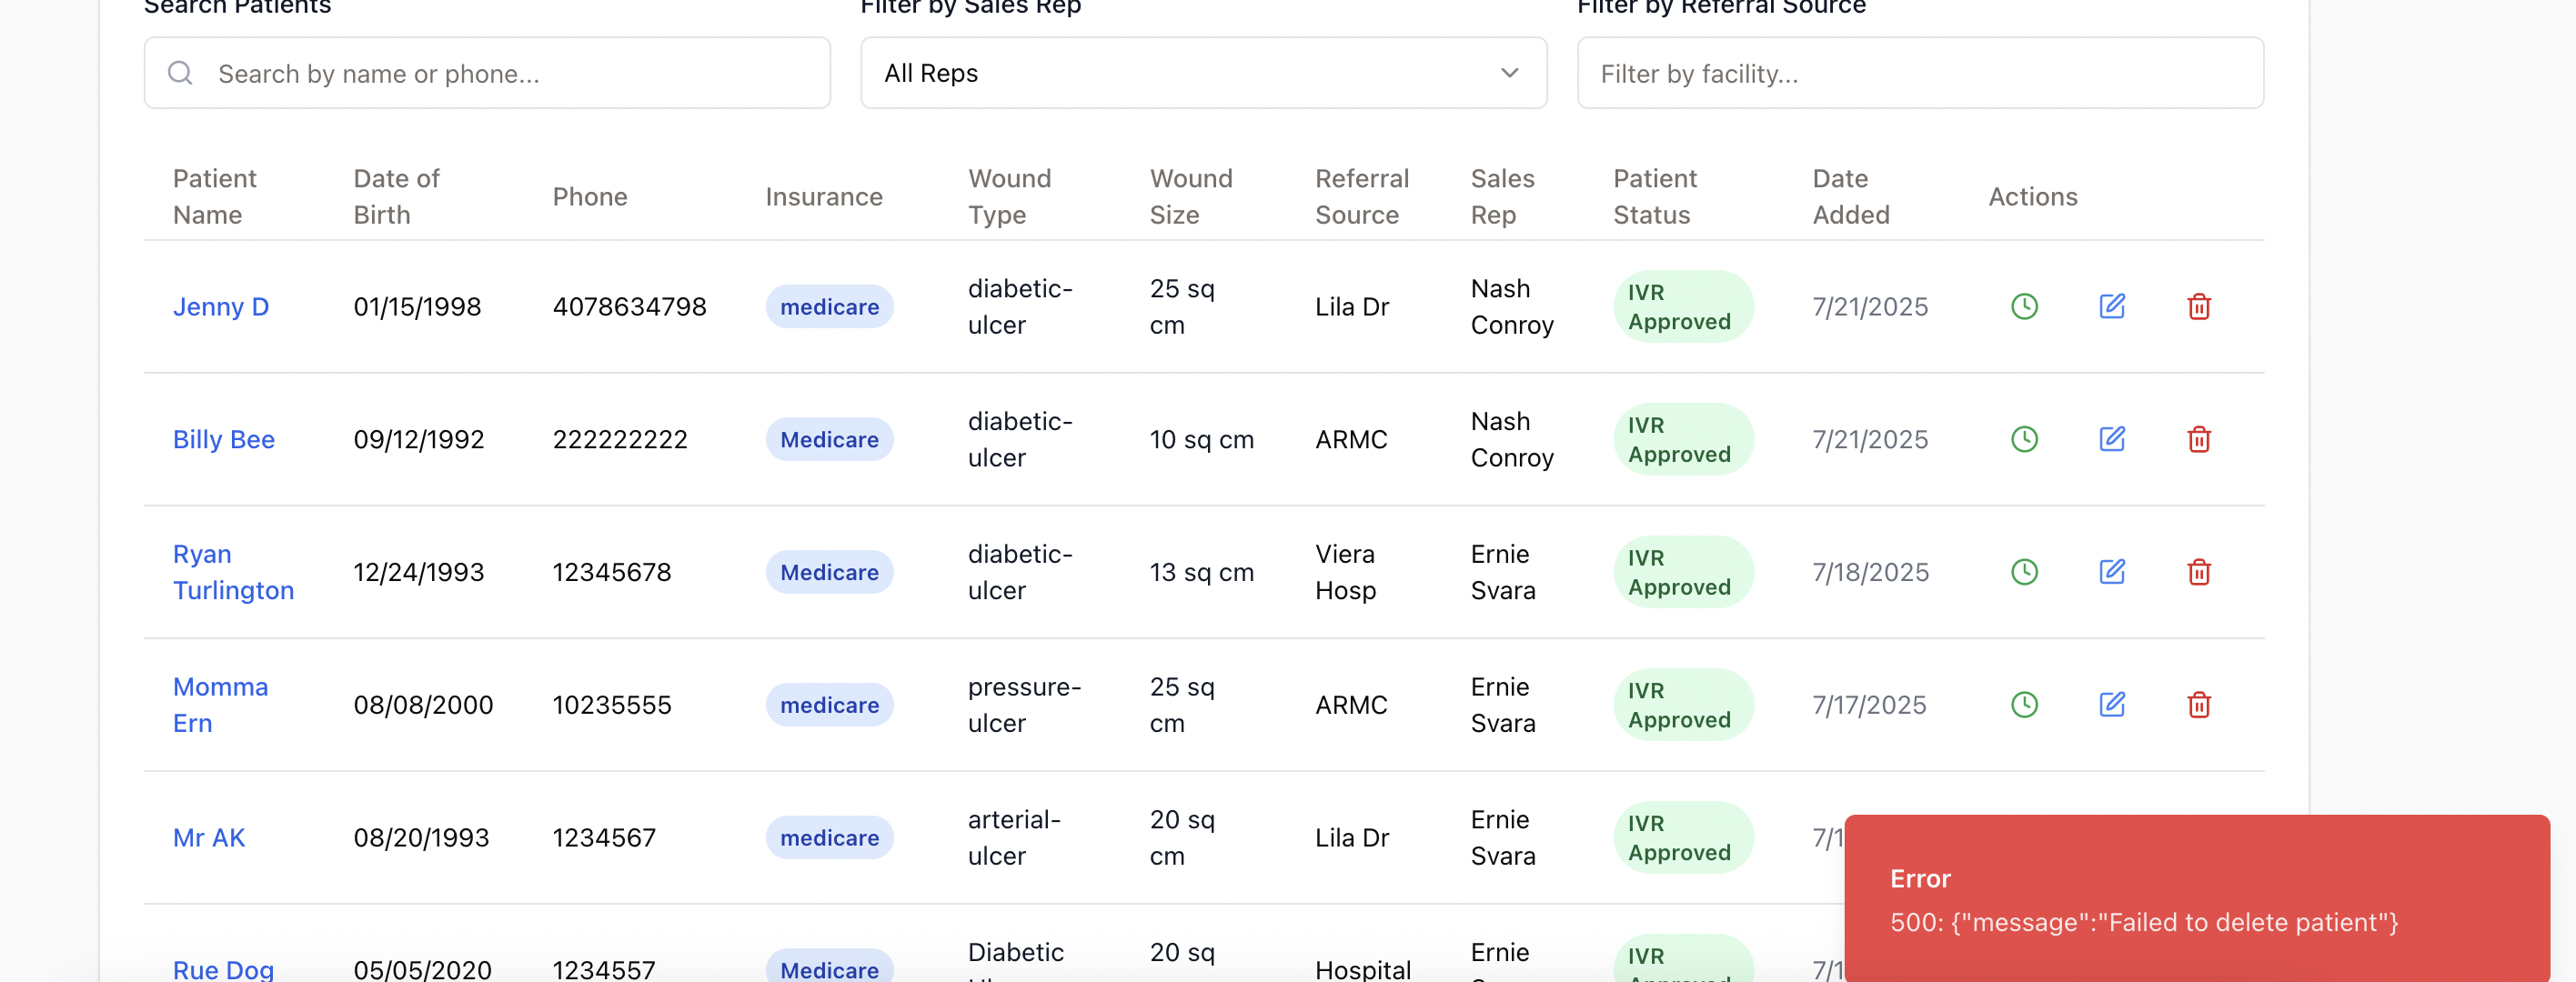 Search Patients
Filter by Sales Rep
Filter by Referral Source
Search by name or phone...
All Reps
Filter by facility...
Patient Name
Date of Birth
Phone
Insurance
Wound Type
Wound Size
Referral Source
Sales Rep
Patient Status
Date Added
Actions
Jenny D
01/15/1998
4078634798
medicare
diabetic-ulcer
25 sq cm
Lila Dr
Nash Conroy
IVR Approved
7/21/2025
Billy Bee
09/12/1992
222222222
Medicare
diabetic-ulcer
10 sq cm
ARMC
Nash Conroy
IVR Approved
7/21/2025
Ryan Turlington
12/24/1993
12345678
Medicare
diabetic-ulcer
13 sq cm
Viera Hosp
Ernie Svara
IVR Approved
7/18/2025
Momma Ern
08/08/2000
10235555
medicare
pressure-ulcer
25 sq cm
ARMC
Ernie Svara
IVR Approved
7/17/2025
Mr AK
08/20/1993
1234567
medicare
arterial-ulcer
20 sq cm
Lila Dr
Ernie Svara
IVR Approved
7/1
Rue Dog
05/05/2020
1234557
Medicare
Diabetic
20 sq
Hospital
Ernie
IVR
7/1
Error
500: {"message":"Failed to delete patient"}